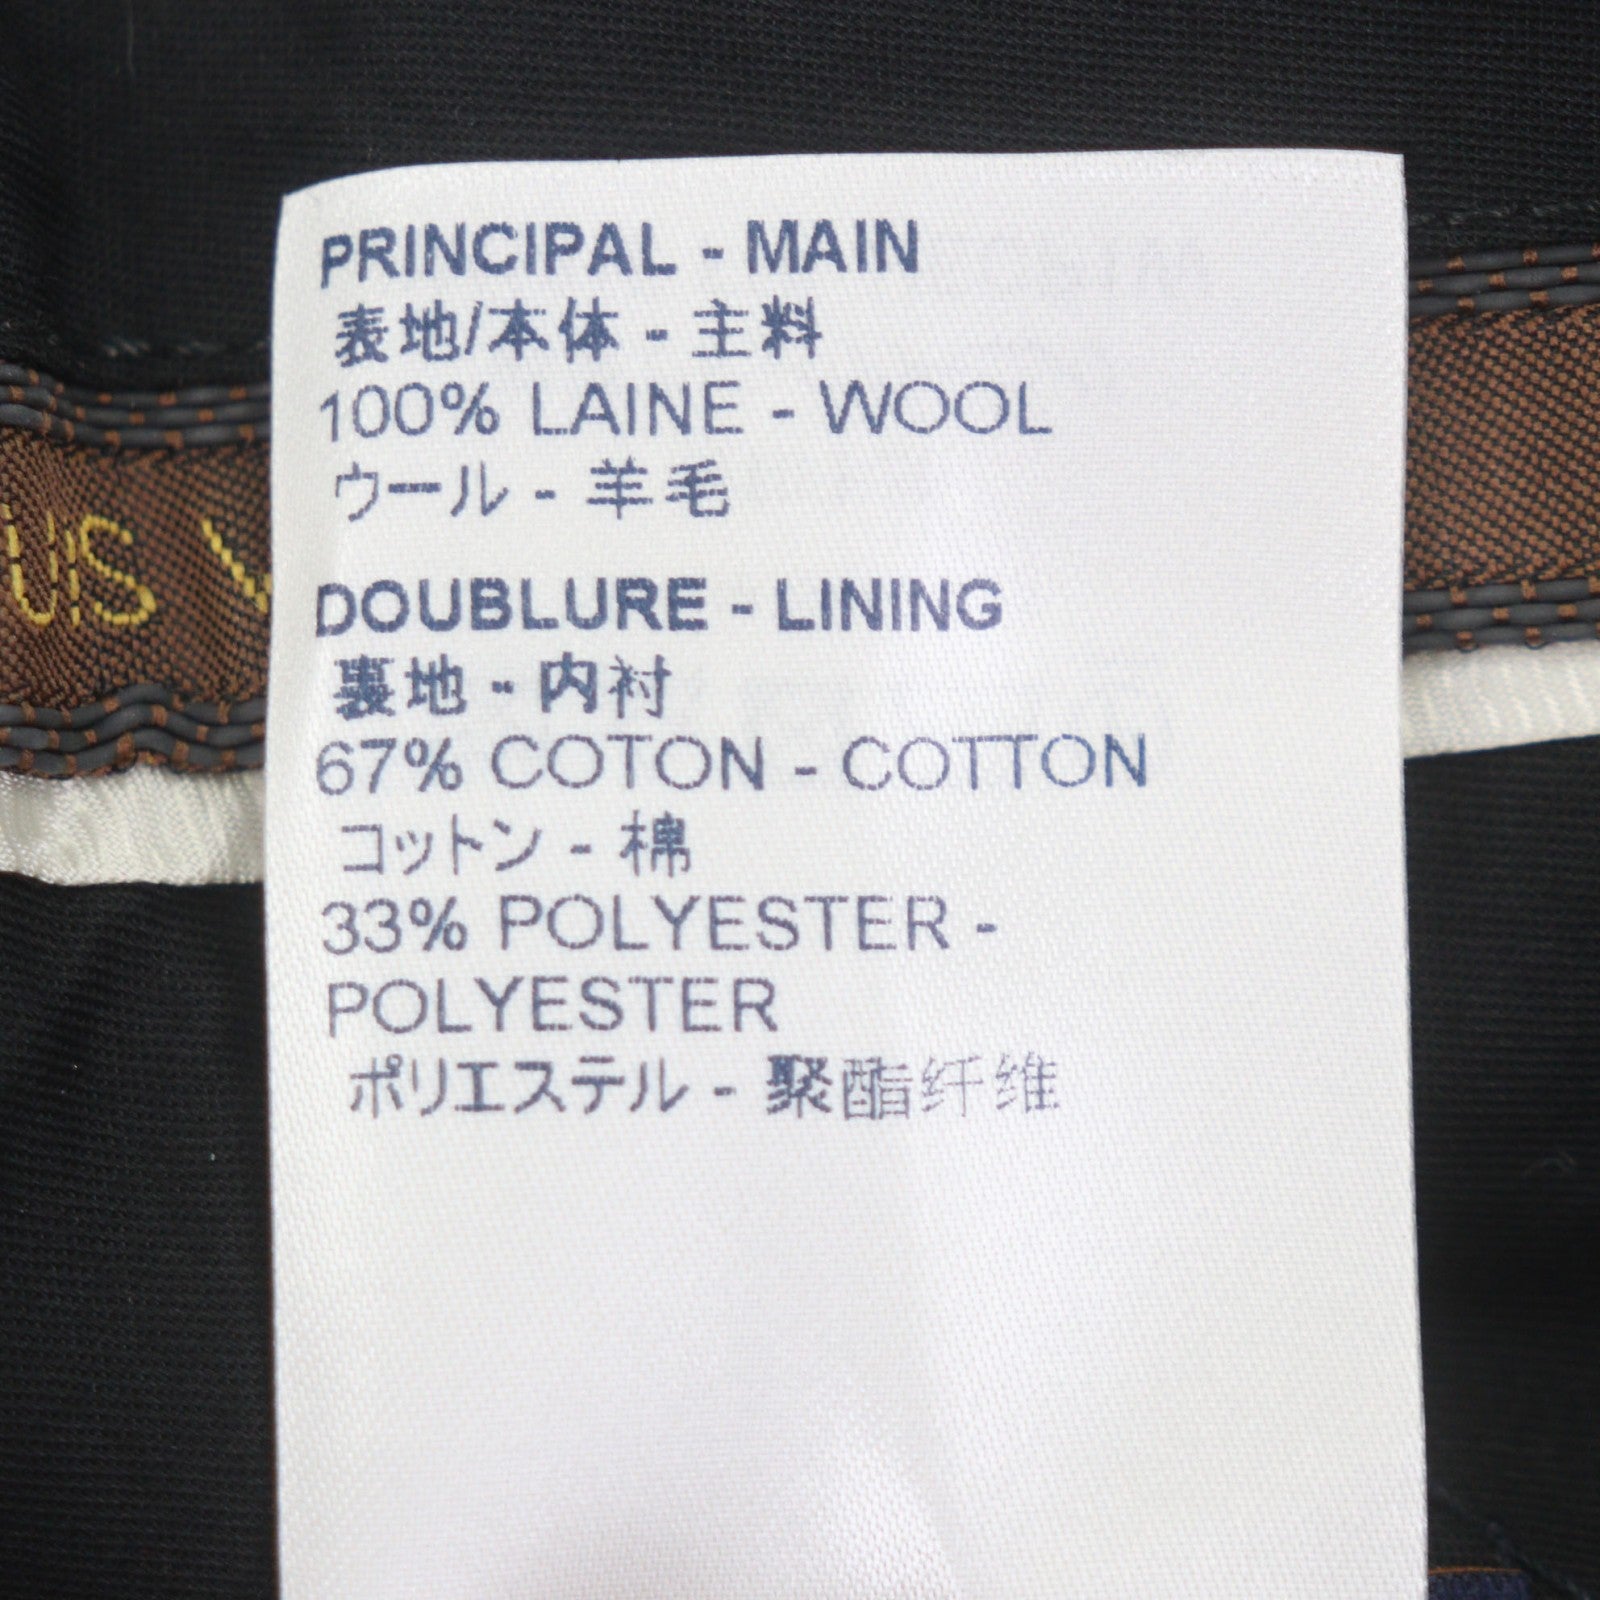 PRINCIPAL - MAIN
表地/本体 - 主料
100% LAINE - WOOL
ウール - 羊毛
UIS V
DOUBLURE - LINING
裏地 - 内衬
67% COTON - COTTON
コットン - 棉
33% POLYESTER -
POLYESTER
ポリエステル - 聚酯纤维